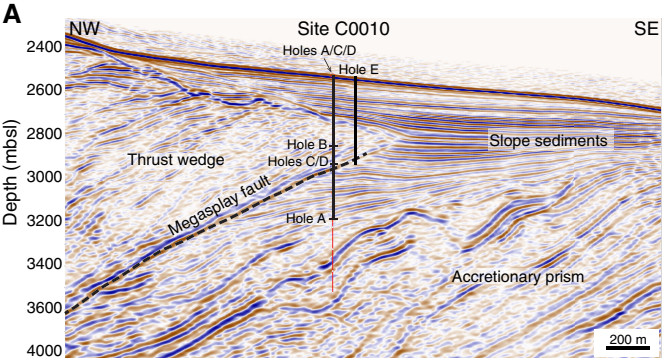 A
NW
Site C0010
SE
Holes A/C/D
Hole E
2400
2600
2800
3000
3200
3400
3600
3800
4000
Depth (mbsl)
Hole B
Holes C/D
Hole A
Slope sediments
Thrust wedge
Megasplay fault
Accretionary prism
200 m